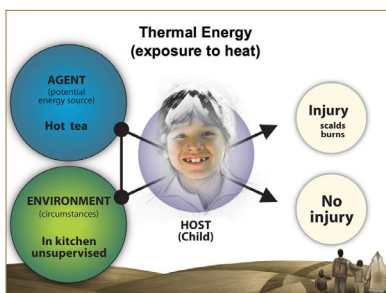 Thermal Energy
(exposure to heat)
AGENT
(potential
energy source)
Hot tea
ENVIRONMENT
(circumstances)
In kitchen
unsupervised
HOST
(Child)
Injury
scalds
burns
No
injury